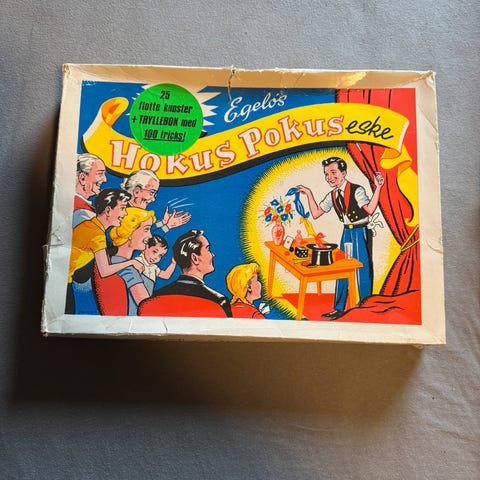 25
flotte kunster
+ TRYLLEBOK med
100 tricks!
Egelo's
HOKUS POKUS eske